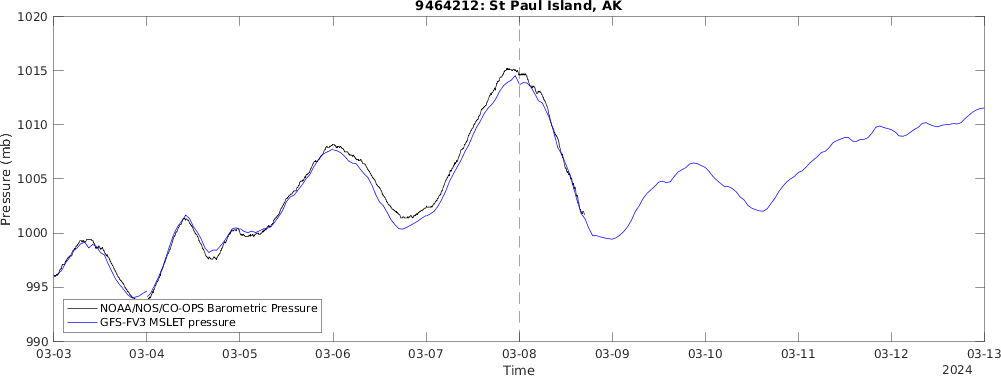 9464212: St Paul Island, AK
1020
1015
1010
1005
1000
995
990
Pressure (mb)
NOAA/NOS/CO-OPS Barometric Pressure
GFS-FV3 MSLET pressure
03-03 03-04 03-05 03-06 03-07 03-08 03-09 03-10 03-11 03-12 03-13
Time
2024